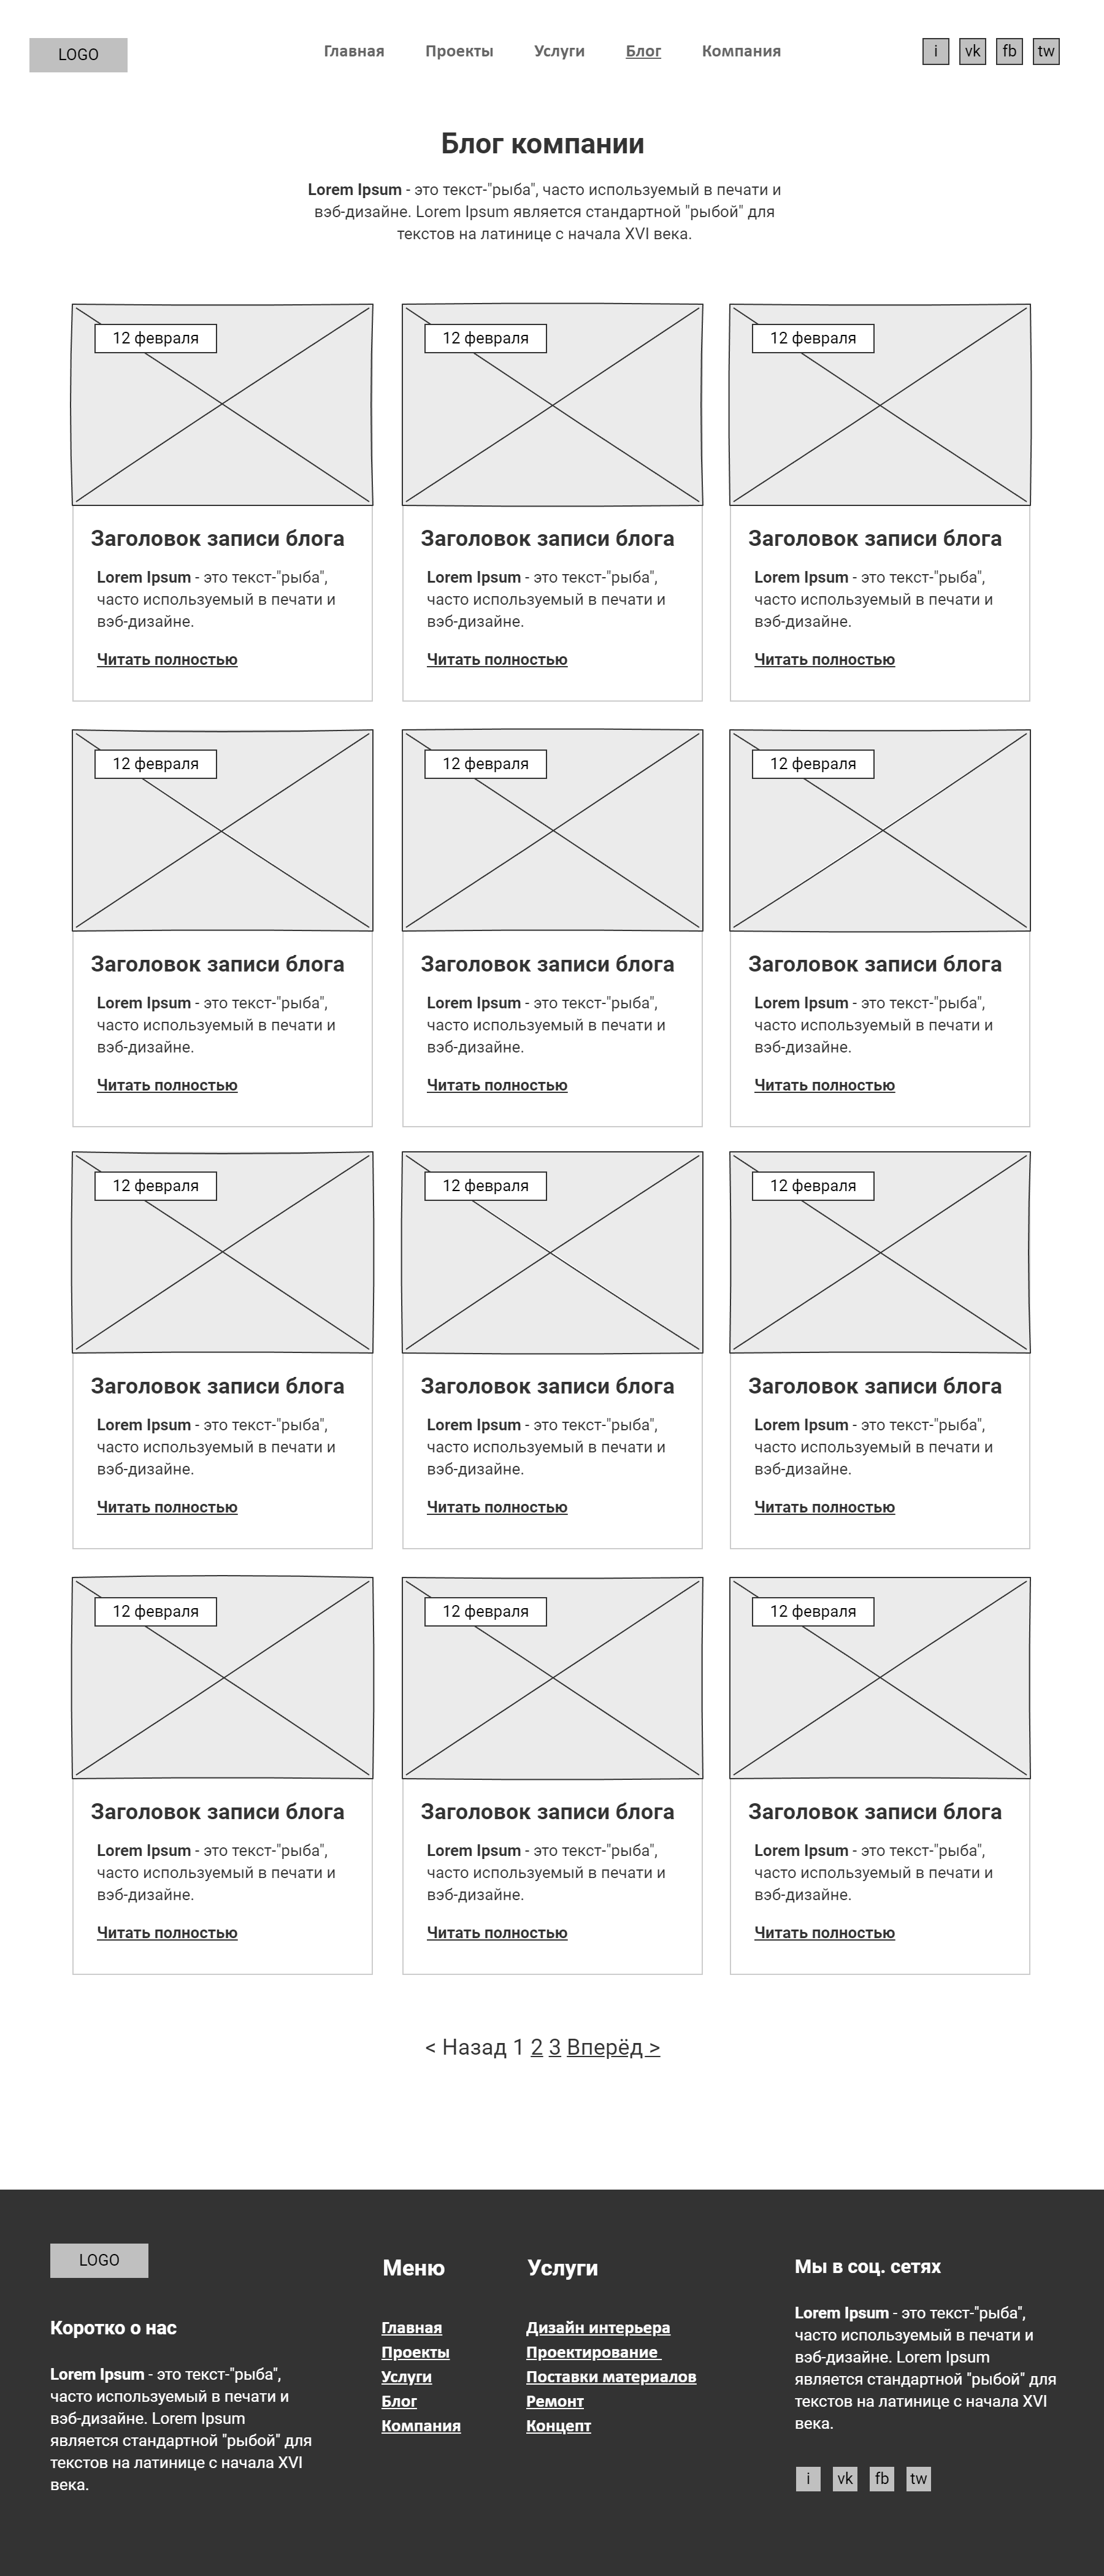 LOGO
Главная Проекты Услуги Блог Компания
i vk fb tw
Блог компании
Lorem Ipsum - это текст-"рыба", часто используемый в печати и
вэб-дизайне. Lorem Ipsum является стандартной "рыбой" для
текстов на латинице с начала XVI века.
12 февраля
Заголовок записи блога
Lorem Ipsum - это текст-"рыба",
часто используемый в печати и
вэб-дизайне.
Читать полностью
12 февраля
Заголовок записи блога
Lorem Ipsum - это текст-"рыба",
часто используемый в печати и
вэб-дизайне.
Читать полностью
12 февраля
Заголовок записи блога
Lorem Ipsum - это текст-"рыба",
часто используемый в печати и
вэб-дизайне.
Читать полностью
12 февраля
Заголовок записи блога
Lorem Ipsum - это текст-"рыба",
часто используемый в печати и
вэб-дизайне.
Читать полностью
12 февраля
Заголовок записи блога
Lorem Ipsum - это текст-"рыба",
часто используемый в печати и
вэб-дизайне.
Читать полностью
12 февраля
Заголовок записи блога
Lorem Ipsum - это текст-"рыба",
часто используемый в печати и
вэб-дизайне.
Читать полностью
12 февраля
Заголовок записи блога
Lorem Ipsum - это текст-"рыба",
часто используемый в печати и
вэб-дизайне.
Читать полностью
12 февраля
Заголовок записи блога
Lorem Ipsum - это текст-"рыба",
часто используемый в печати и
вэб-дизайне.
Читать полностью
12 февраля
Заголовок записи блога
Lorem Ipsum - это текст-"рыба",
часто используемый в печати и
вэб-дизайне.
Читать полностью
12 февраля
Заголовок записи блога
Lorem Ipsum - это текст-"рыба",
часто используемый в печати и
вэб-дизайне.
Читать полностью
12 февраля
Заголовок записи блога
Lorem Ipsum - это текст-"рыба",
часто используемый в печати и
вэб-дизайне.
Читать полностью
12 февраля
Заголовок записи блога
Lorem Ipsum - это текст-"рыба",
часто используемый в печати и
вэб-дизайне.
Читать полностью
< Назад 1 2 3 Вперёд >
LOGO
Коротко о нас
Lorem Ipsum - это текст-"рыба",
часто используемый в печати и
вэб-дизайне. Lorem Ipsum
является стандартной "рыбой" для
текстов на латинице с начала XVI
века.
Меню
Главная
Проекты
Услуги
Блог
Компания
Услуги
Дизайн интерьера
Проектирование
Поставки материалов
Ремонт
Концепт
Мы в соц. сетях
Lorem Ipsum - это текст-"рыба",
часто используемый в печати и
вэб-дизайне. Lorem Ipsum
является стандартной "рыбой" для
текстов на латинице с начала XVI
века.
i vk fb tw